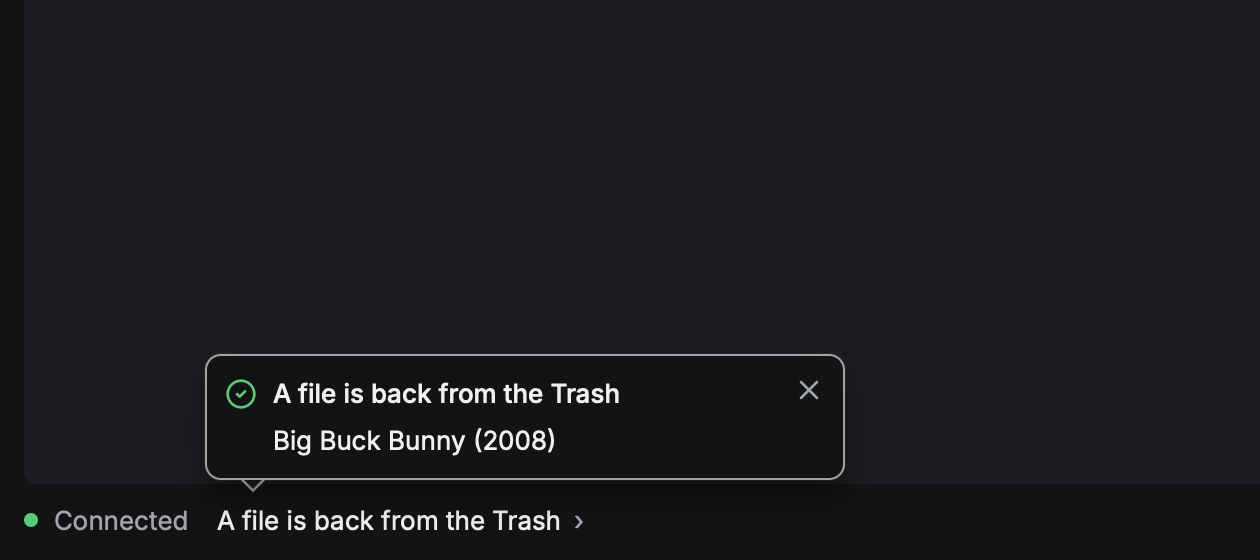 A file is back from the Trash
Big Buck Bunny (2008)
Connected A file is back from the Trash ›